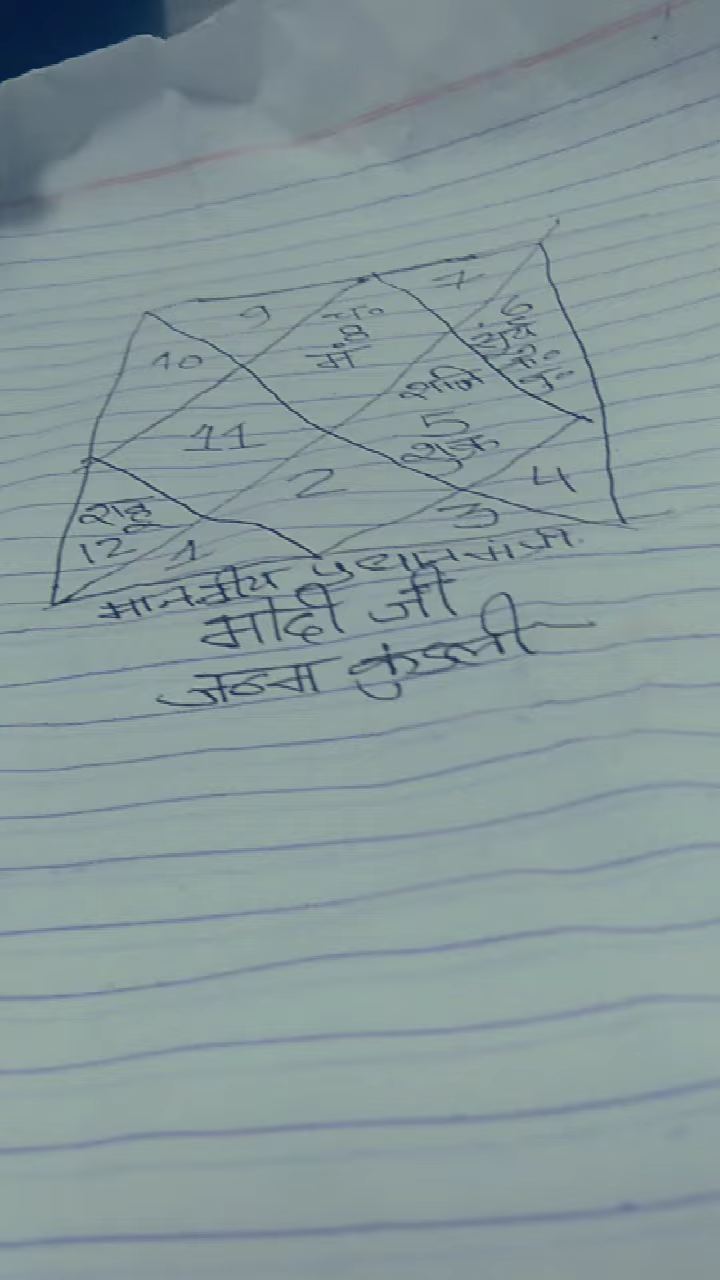 9
7
10
चं॰
8
मं
6
सूर्य
बु॰
के॰
11
शनि
5
शुक्र
राहू
12
1
2
3
4
माननीय प्रधानमंत्री
मोदी जी
जन्म कुंडली